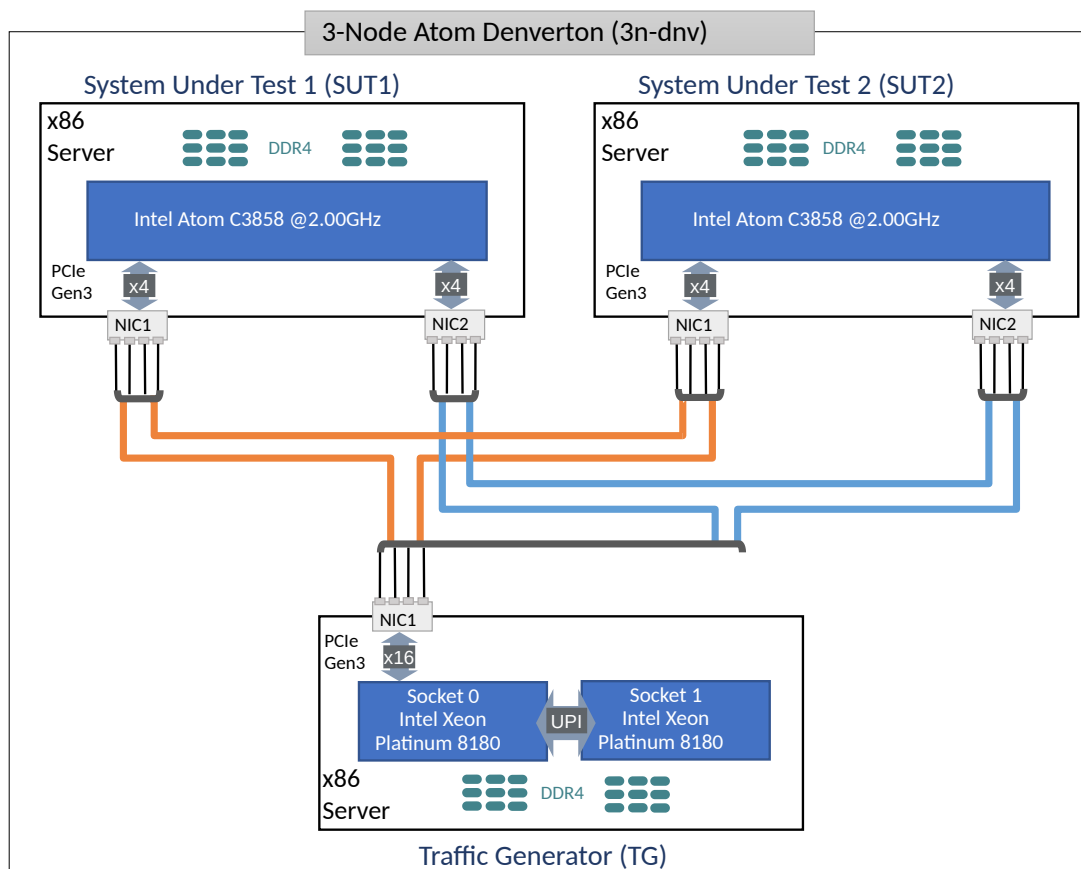 3-Node Atom Denverton (3n-dnv)
System Under Test 1 (SUT1)
x86
Server
DDR4
Intel Atom C3858 @2.00GHz
PCIe
Gen3
x4
x4
NIC1
NIC2
System Under Test 2 (SUT2)
x86
Server
DDR4
Intel Atom C3858 @2.00GHz
PCIe
Gen3
x4
x4
NIC1
NIC2
NIC1
PCIe
Gen3
x16
Socket 0
Intel Xeon
Platinum 8180
UPI
Socket 1
Intel Xeon
Platinum 8180
x86
Server
DDR4
Traffic Generator (TG)